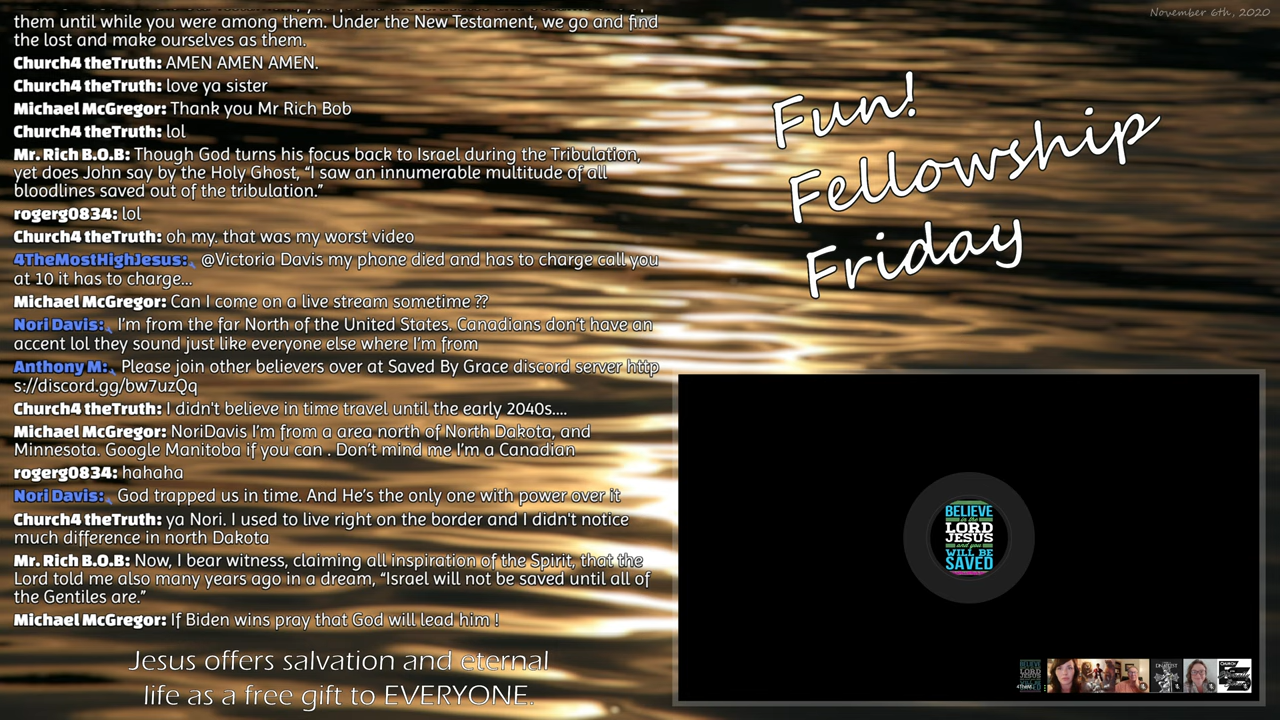 November 6th, 2020
them until while you were among them. Under the New Testament, we go and find
the lost and make ourselves as them.
Church4 theTruth: AMEN AMEN AMEN.
Church4 theTruth: love ya sister
Michael McGregor: Thank you Mr Rich Bob
Church4 theTruth: lol
Mr. Rich B.O.B: Though God turns his focus back to Israel during the Tribulation,
yet does John say by the Holy Ghost, “I saw an innumerable multitude of all
bloodlines saved out of the tribulation.”
rogerg0834: lol
Church4 theTruth: oh my. that was my worst video
4TheMostHighJesus: @Victoria Davis my phone died and has to charge call you
at 10 it has to charge...
Michael McGregor: Can I come on a live stream sometime ??
Nori Davis: I’m from the far North of the United States. Canadians don’t have an
accent lol they sound just like everyone else where I’m from
Anthony M: Please join other believers over at Saved By Grace discord server http
s://discord.gg/bw7uzQq
Church4 theTruth: I didn't believe in time travel until the early 2040s....
Michael McGregor: NoriDavis I’m from a area north of North Dakota, and
Minnesota. Google Manitoba if you can . Don’t mind me I’m a Canadian
rogerg0834: hahaha
Nori Davis: God trapped us in time. And He’s the only one with power over it
Church4 theTruth: ya Nori. I used to live right on the border and I didn't notice
much difference in north Dakota
Mr. Rich B.O.B: Now, I bear witness, claiming all inspiration of the Spirit, that the
Lord told me also many years ago in a dream, “Israel will not be saved until all of
the Gentiles are.”
Michael McGregor: If Biden wins pray that God will lead him !
Jesus offers salvation and eternal
life as a free gift to EVERYONE.
Fun!
Fellowship
Friday
BELIEVE
in the
LORD
JESUS
and you
WILL BE
SAVED